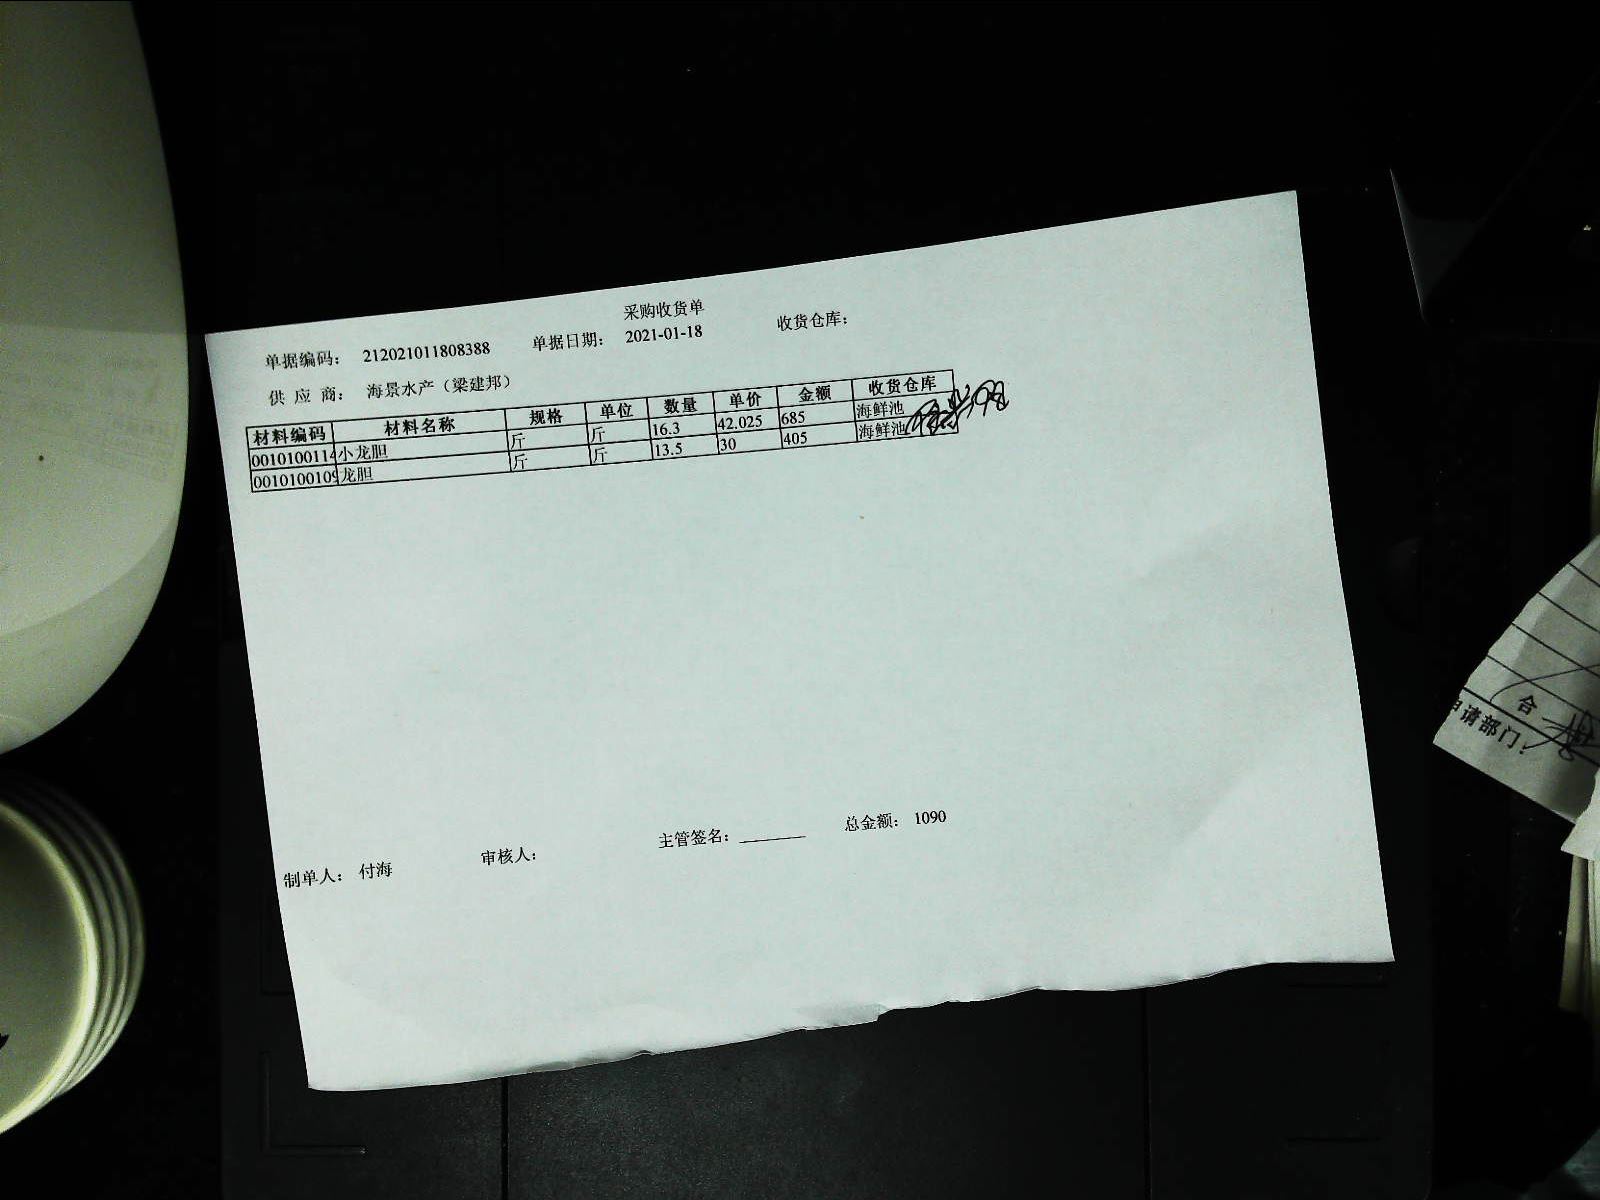 采购收货单
单据编码: 212021011808388 单据日期: 2021-01-18 收货仓库:
供 应 商: 海景水产（梁建邦）
材料编码 材料名称 规格 单位 数量 单价 金额 收货仓库
0010100114 小龙胆 斤 斤 16.3 42.025 685 海鲜池
0010100109 龙胆 斤 斤 13.5 30 405 海鲜池
制单人: 付海 审核人: 主管签名: 总金额: 1090
合
申请部门: